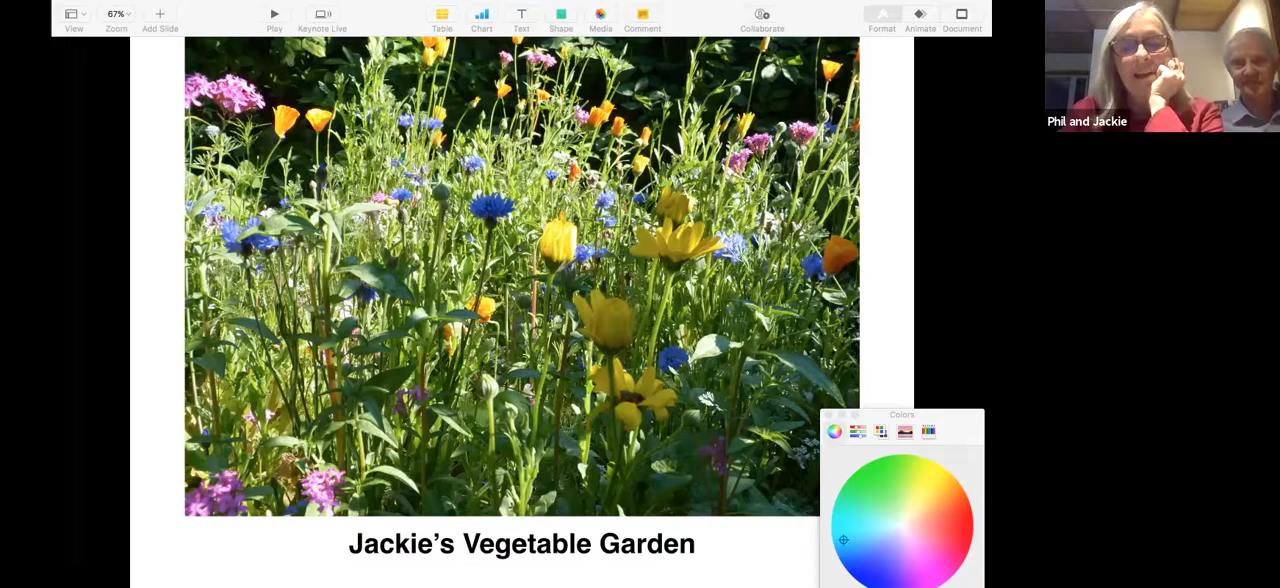 67%
View Zoom Add Slide Play Keynote Live Table Chart Text Shape Media Comment Collaborate Format Animate Document
Phil and Jackie
Colors
Jackie's Vegetable Garden